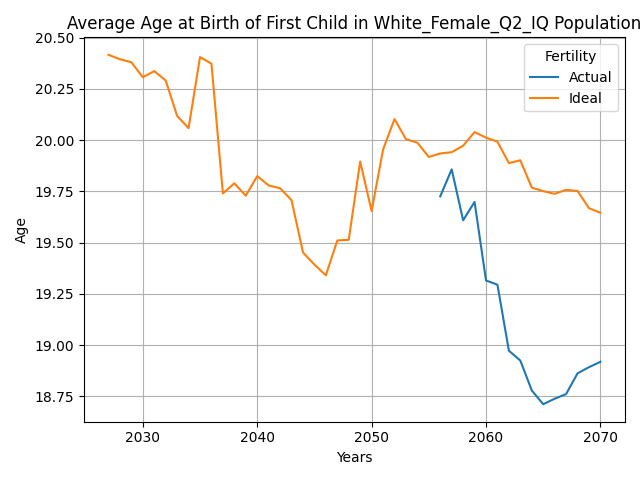 Average Age at Birth of First Child in White_Female_Q2_IQ Population
20.50
20.25
20.00
19.75
19.50
19.25
19.00
18.75
Age
Fertility
Actual
Ideal
2030 2040 2050 2060 2070
Years